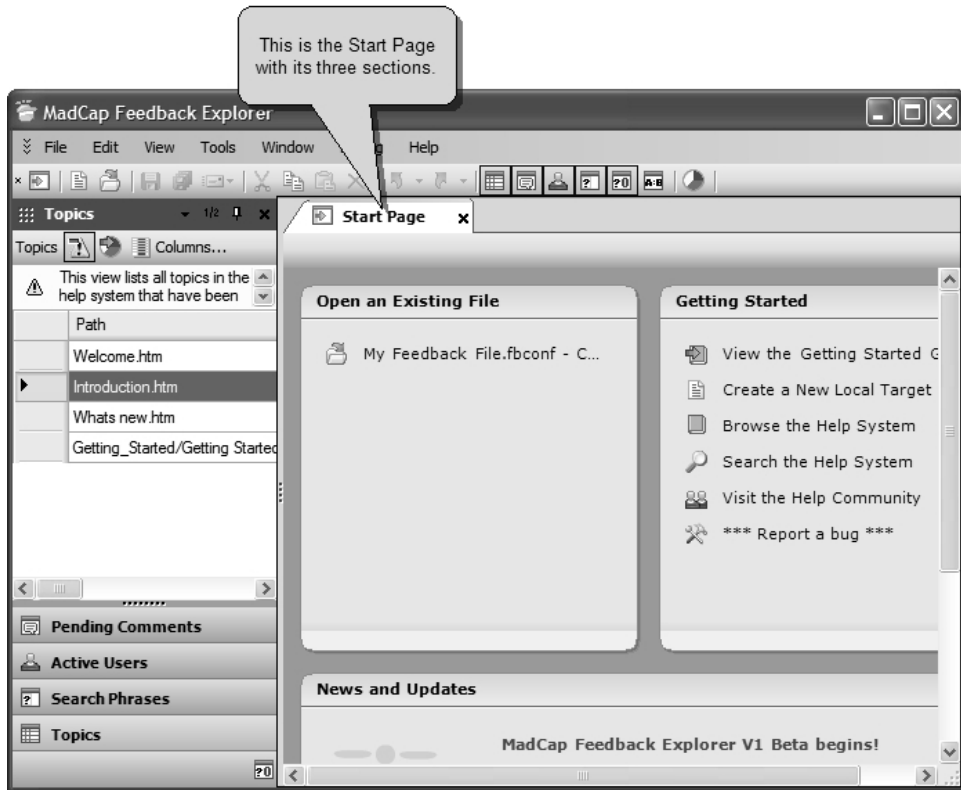 This is the Start Page
with its three sections.
MadCap Feedback Explorer
File Edit View Tools Window Help
Topics 1/2
Start Page
Topics Columns...
This view lists all topics in the
help system that have been
Path
Welcome.htm
Introduction.htm
Whats new.htm
Getting_Started/Getting Started
Open an Existing File
My Feedback File.fbconf - C...
Getting Started
View the Getting Started G
Create a New Local Target
Browse the Help System
Search the Help System
Visit the Help Community
*** Report a bug ***
Pending Comments
Active Users
Search Phrases
Topics
News and Updates
MadCap Feedback Explorer V1 Beta begins!